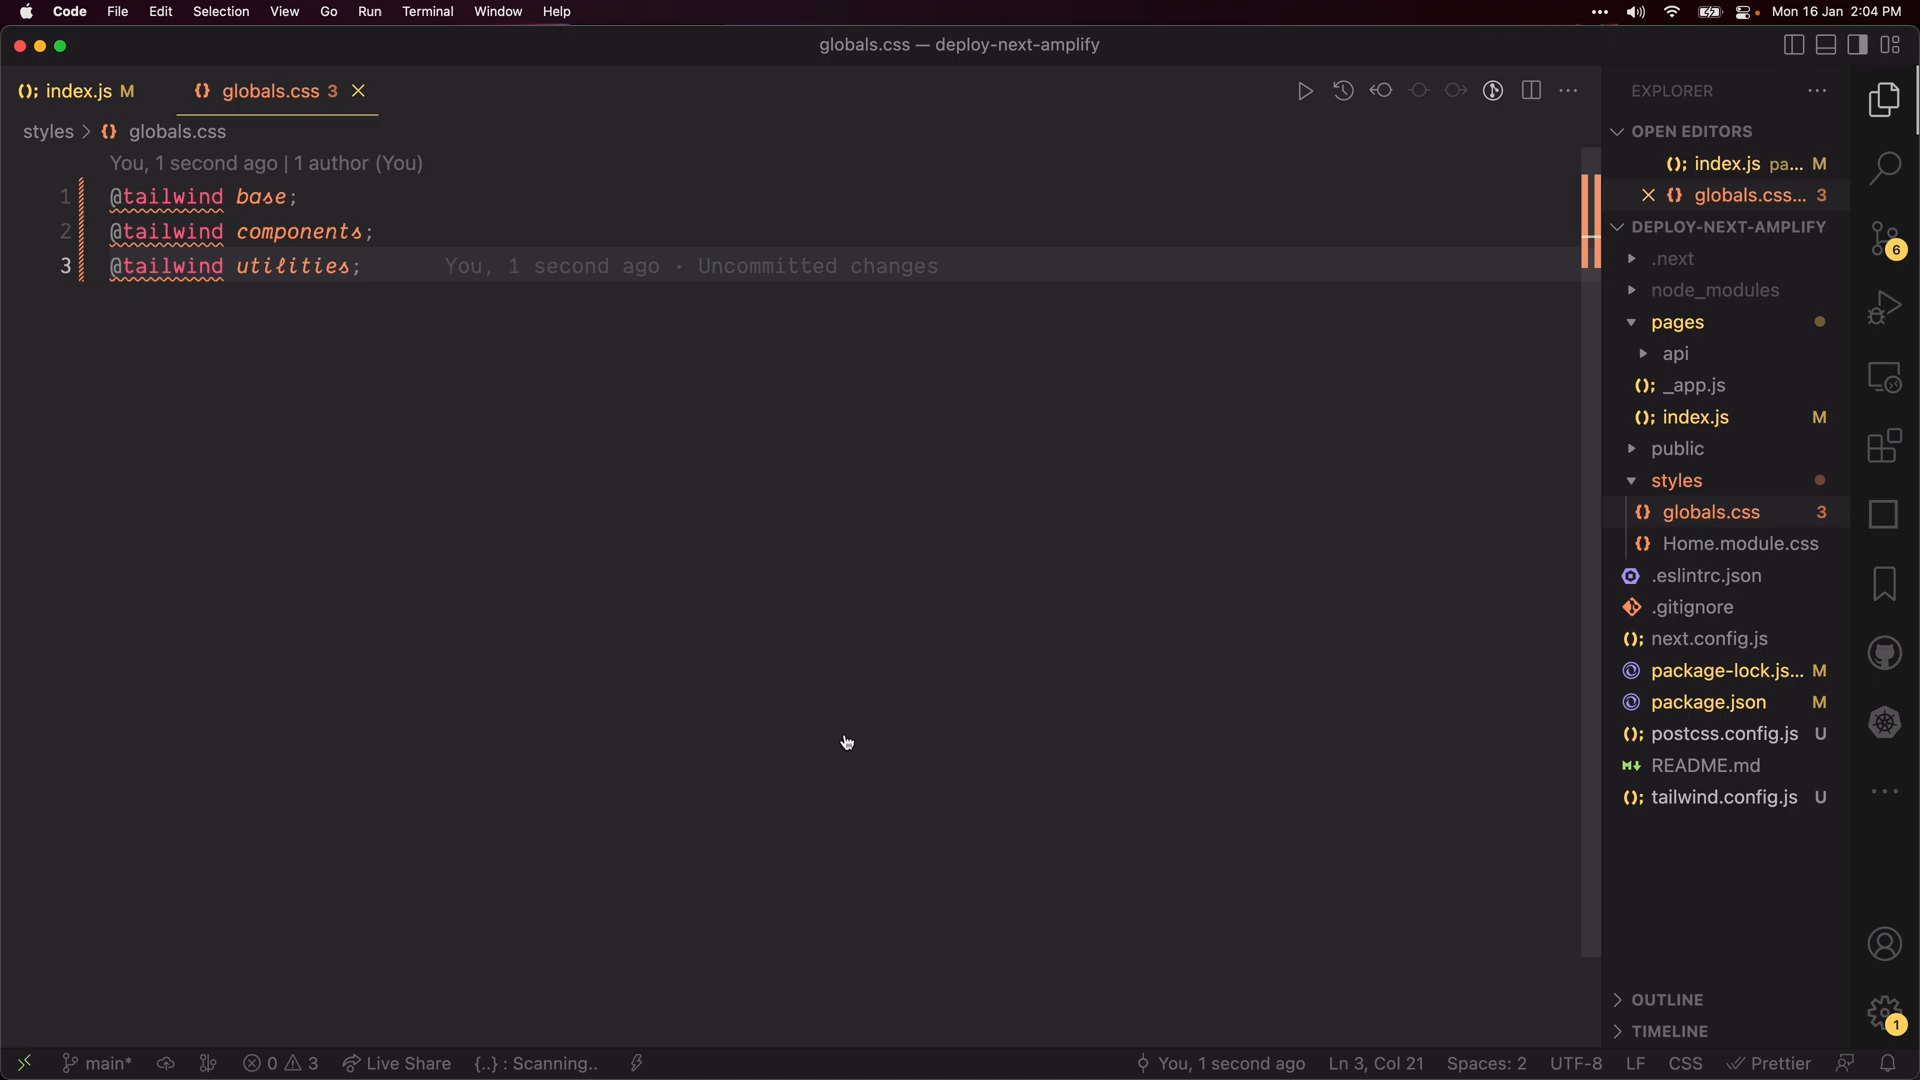 Code File Edit Selection View Go Run Terminal Window Help
Mon 16 Jan 2:04 PM
globals.css — deploy-next-amplify
(); index.js M
{} globals.css 3
styles > {} globals.css
You, 1 second ago | 1 author (You)
1 @tailwind base;
2 @tailwind components;
3 @tailwind utilities; You, 1 second ago · Uncommitted changes
EXPLORER
OPEN EDITORS
(); index.js pa... M
{} globals.css... 3
DEPLOY-NEXT-AMPLIFY
.next
node_modules
pages
api
(); _app.js
(); index.js M
public
styles
{} globals.css 3
{} Home.module.css
.eslintrc.json
.gitignore
(); next.config.js
package-lock.js... M
package.json M
(); postcss.config.js U
M↓ README.md
(); tailwind.config.js U
OUTLINE
TIMELINE
6
1
main* 0 3 Live Share {..} : Scanning..
You, 1 second ago Ln 3, Col 21 Spaces: 2 UTF-8 LF CSS Prettier